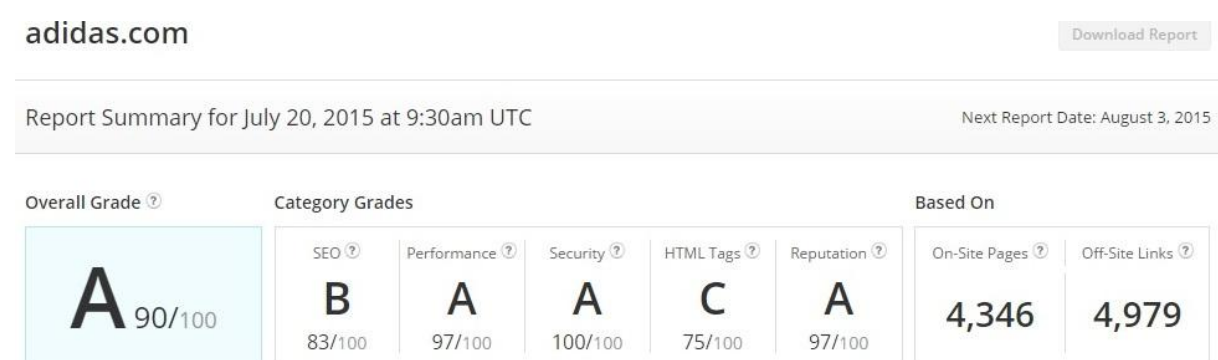 adidas.com
Download Report
Report Summary for July 20, 2015 at 9:30am UTC
Next Report Date: August 3, 2015
Overall Grade ?
Category Grades
Based On
A 90/100
SEO ?
B
83/100
Performance ?
A
97/100
Security ?
A
100/100
HTML Tags ?
C
75/100
Reputation ?
A
97/100
On-Site Pages ?
4,346
Off-Site Links ?
4,979